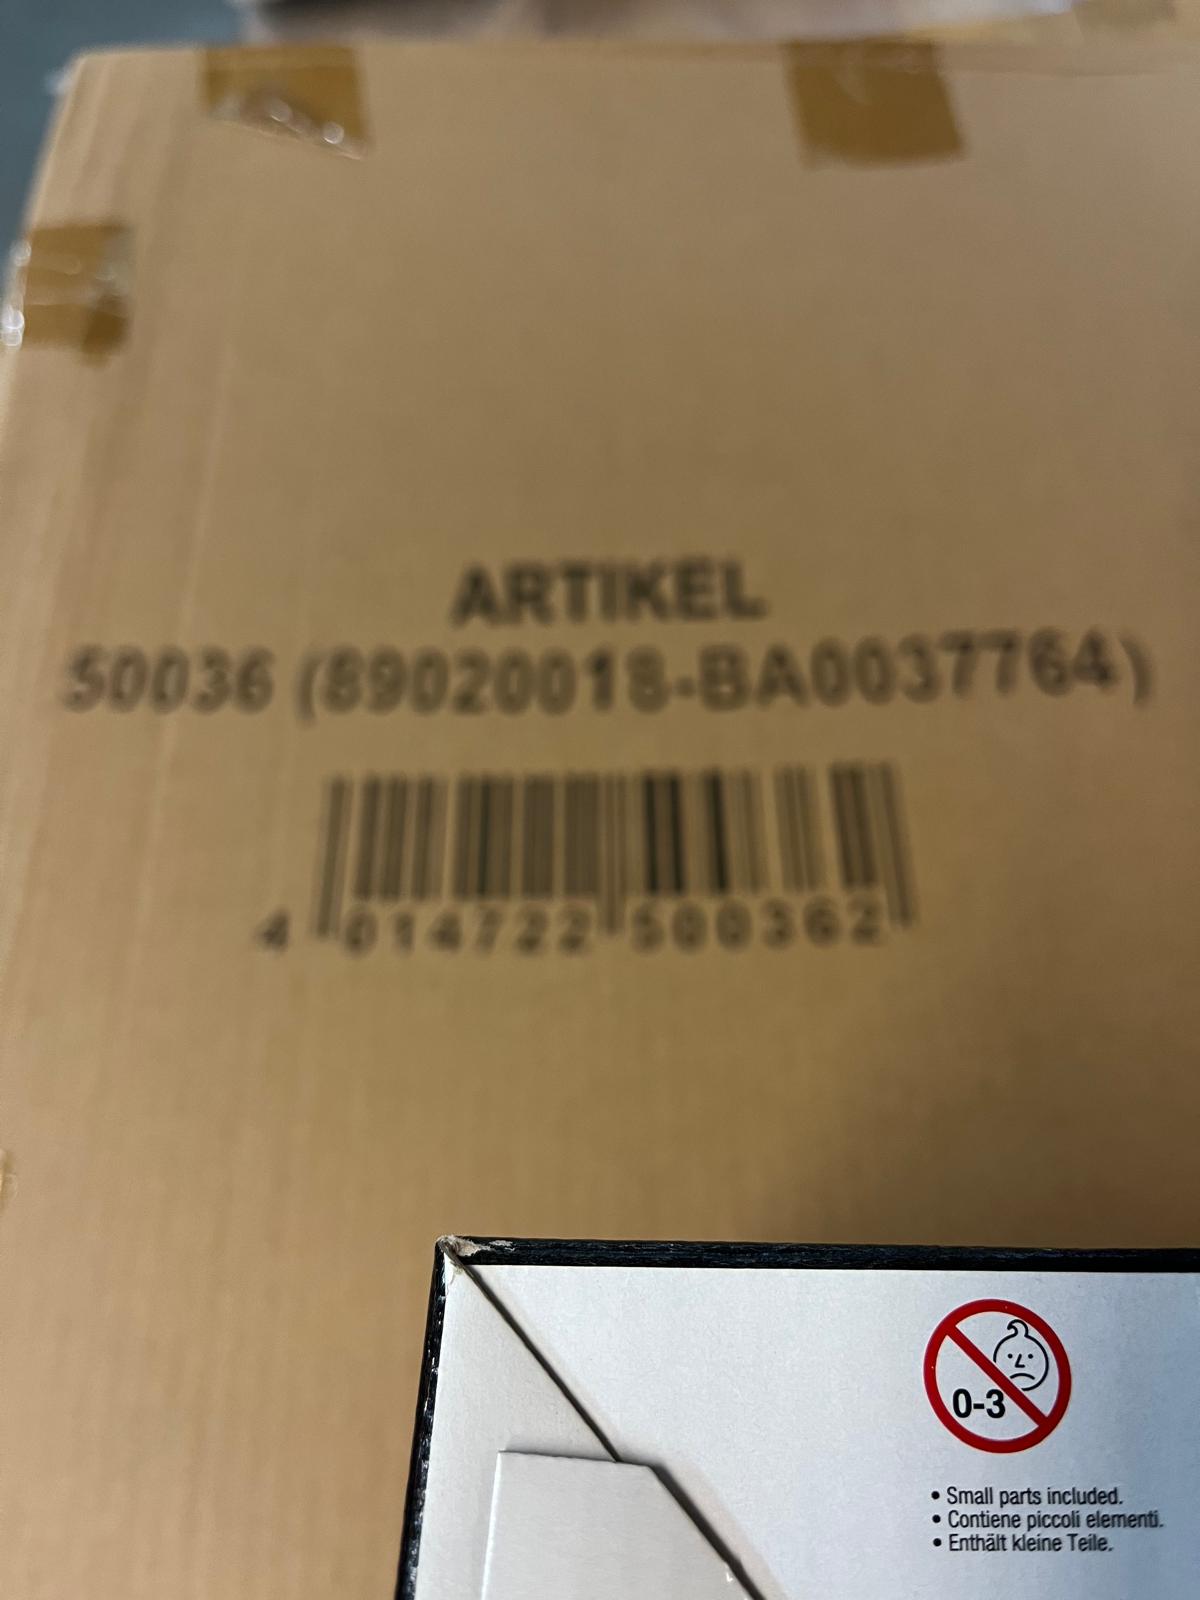 ARTIKEL
50036 (89020018-BA0037764)
4 014722 500362
0-3
• Small parts included.
• Contiene piccoli elementi.
• Enthält kleine Teile.